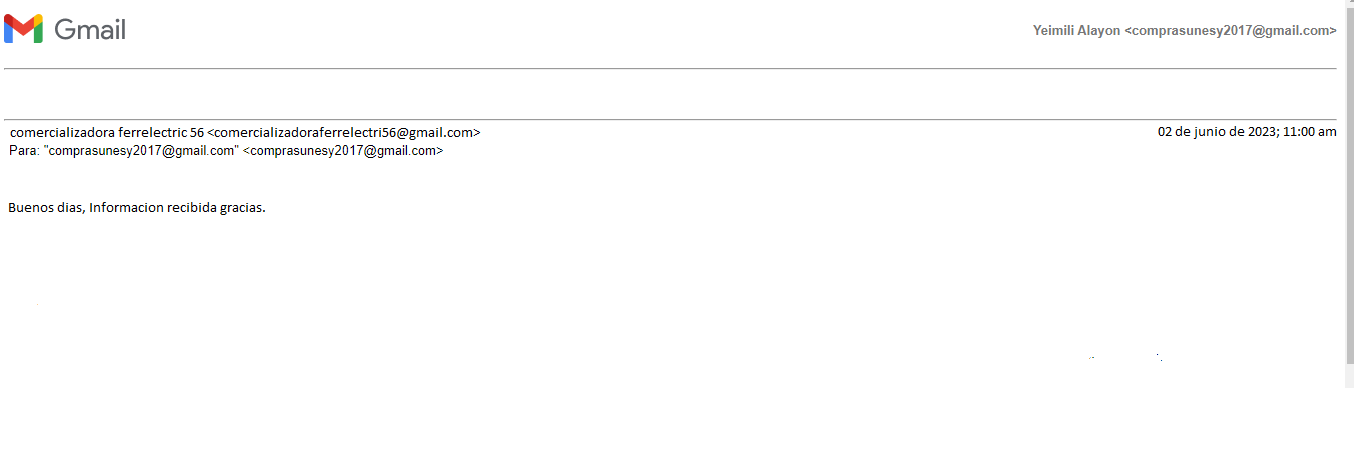 Gmail
Yeimili Alayon <comprasunesy2017@gmail.com>
comercializadora ferrelectric 56 <comercializadoraferrelectri56@gmail.com>
02 de junio de 2023; 11:00 am
Para: "comprasunesy2017@gmail.com" <comprasunesy2017@gmail.com>
Buenos dias, Informacion recibida gracias.